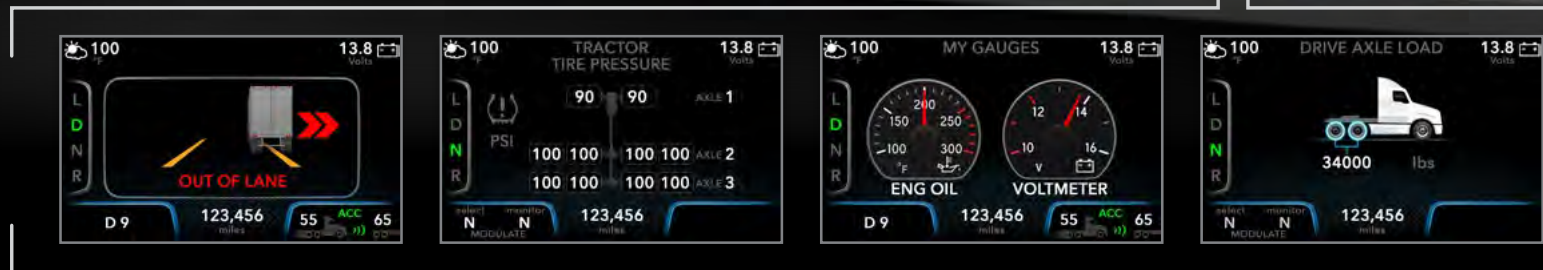 100
°F
13.8
Volts
L
D
N
R
OUT OF LANE
D 9
123,456
miles
55
ACC
65
100
°F
TRACTOR
TIRE PRESSURE
13.8
Volts
L
D
N
R
PSI
90 90 AXLE 1
100 100 100 100 AXLE 2
100 100 100 100 AXLE 3
select monitor
N N
MODULATE
123,456
miles
100
°F
MY GAUGES
13.8
Volts
L
D
N
R
100 150 200 250 300
°F
ENG OIL
10 12 14 16
V
VOLTMETER
D 9
123,456
miles
55
ACC
65
100
°F
DRIVE AXLE LOAD
13.8
Volts
L
D
N
R
34000 lbs
select monitor
N N
MODULATE
123,456
miles